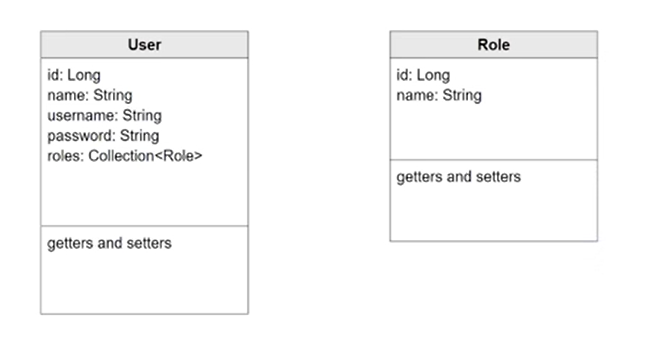 User
id: Long
name: String
username: String
password: String
roles: Collection<Role>
getters and setters
Role
id: Long
name: String
getters and setters